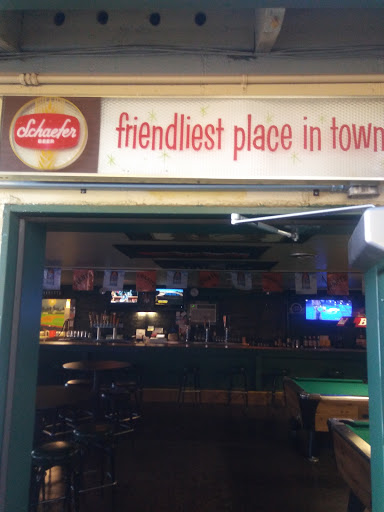 Schaefer
BEER
friendliest place in town